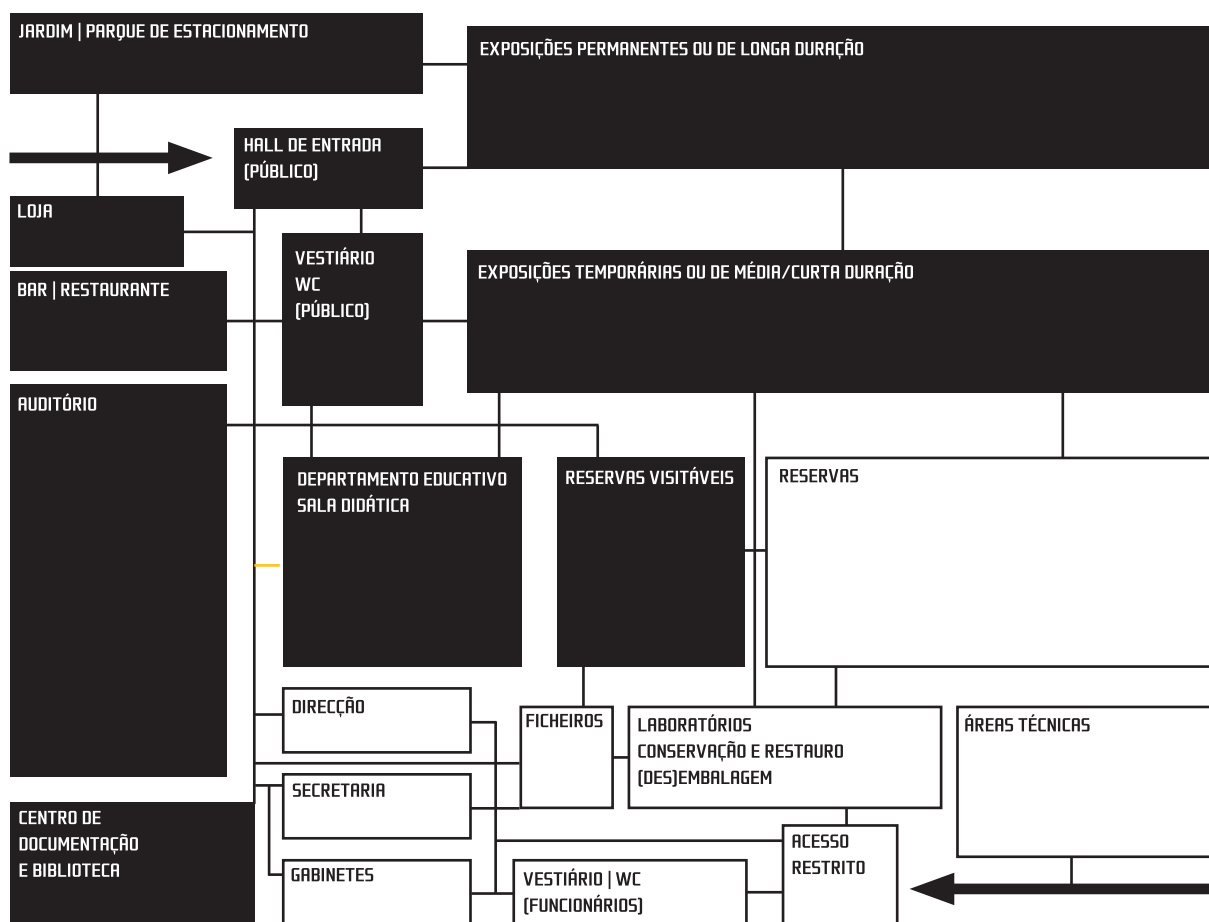 JARDIM | PARQUE DE ESTACIONAMENTO
EXPOSIÇÕES PERMANENTES OU DE LONGA DURAÇÃO
HALL DE ENTRADA
(PÚBLICO)
LOJA
VESTIÁRIO
WC
(PÚBLICO)
BAR | RESTAURANTE
EXPOSIÇÕES TEMPORÁRIAS OU DE MÉDIA/CURTA DURAÇÃO
AUDITÓRIO
DEPARTAMENTO EDUCATIVO
SALA DIDÁTICA
RESERVAS VISITÁVEIS
RESERVAS
DIRECÇÃO
FICHEIROS
LABORATÓRIOS
CONSERVAÇÃO E RESTAURO
(DES)EMBALAGEM
ÁREAS TÉCNICAS
SECRETARIA
CENTRO DE
DOCUMENTAÇÃO
E BIBLIOTECA
GABINETES
VESTIÁRIO | WC
(FUNCIONÁRIOS)
ACESSO
RESTRITO